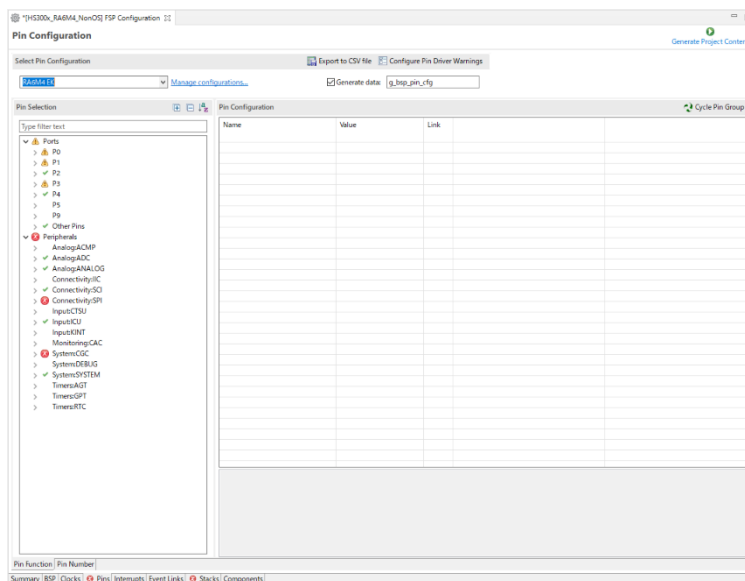 *[HS300x_RA6M4_NonOS] FSP Configuration
Pin Configuration
Generate Project Conten
Select Pin Configuration
Export to CSV file
Configure Pin Driver Warnings
RA6M4 EK
Manage configurations...
Generate data:
g_bsp_pin_cfg
Pin Selection
Pin Configuration
Cycle Pin Group
Type filter text
Name Value Link
Ports
P0
P1
P2
P3
P4
P5
P9
Other Pins
Peripherals
Analog:ACMP
Analog:ADC
Analog:ANALOG
Connectivity:IIC
Connectivity:SCI
Connectivity:SPI
Input:CTSU
Input:ICU
Input:KINT
Monitoring:CAC
System:CGC
System:DEBUG
System:SYSTEM
Timers:AGT
Timers:GPT
Timers:RTC
Pin Function Pin Number
Summary BSP Clocks Pins Interrupts Event Links Stacks Components